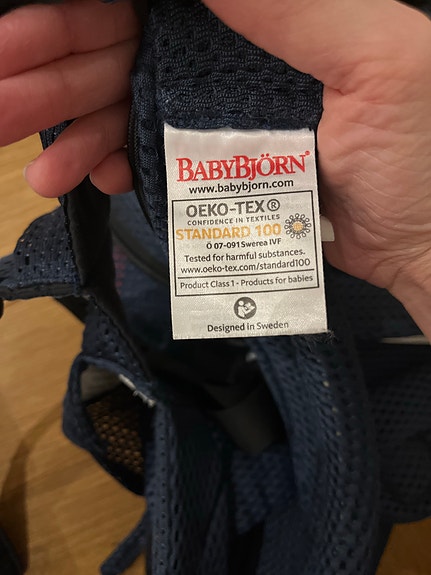 BABYBJÖRN®
www.babybjorn.com
OEKO-TEX®
CONFIDENCE IN TEXTILES
STANDARD 100
Ö 07-091 Swerea IVF
Tested for harmful substances.
www.oeko-tex.com/standard100
Product Class 1 - Products for babies
Designed in Sweden